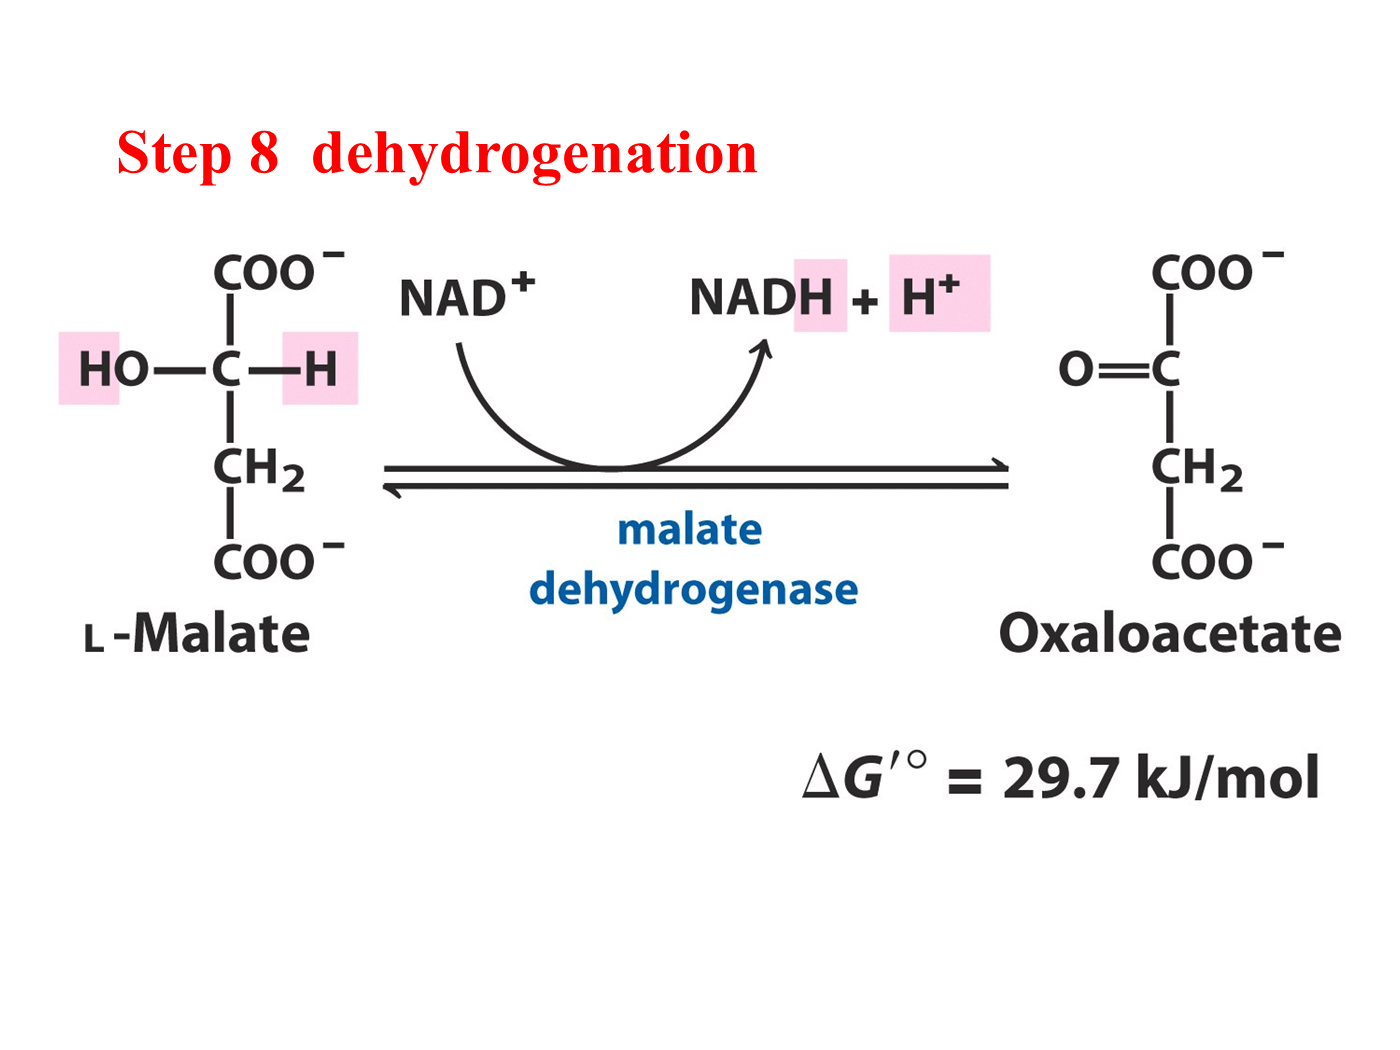 Step 8  dehydrogenation
COO⁻
HO—C—H
CH₂
COO⁻
L-Malate
NAD⁺
NADH + H⁺
malate
dehydrogenase
COO⁻
O=C
CH₂
COO⁻
Oxaloacetate
ΔG′° = 29.7 kJ/mol